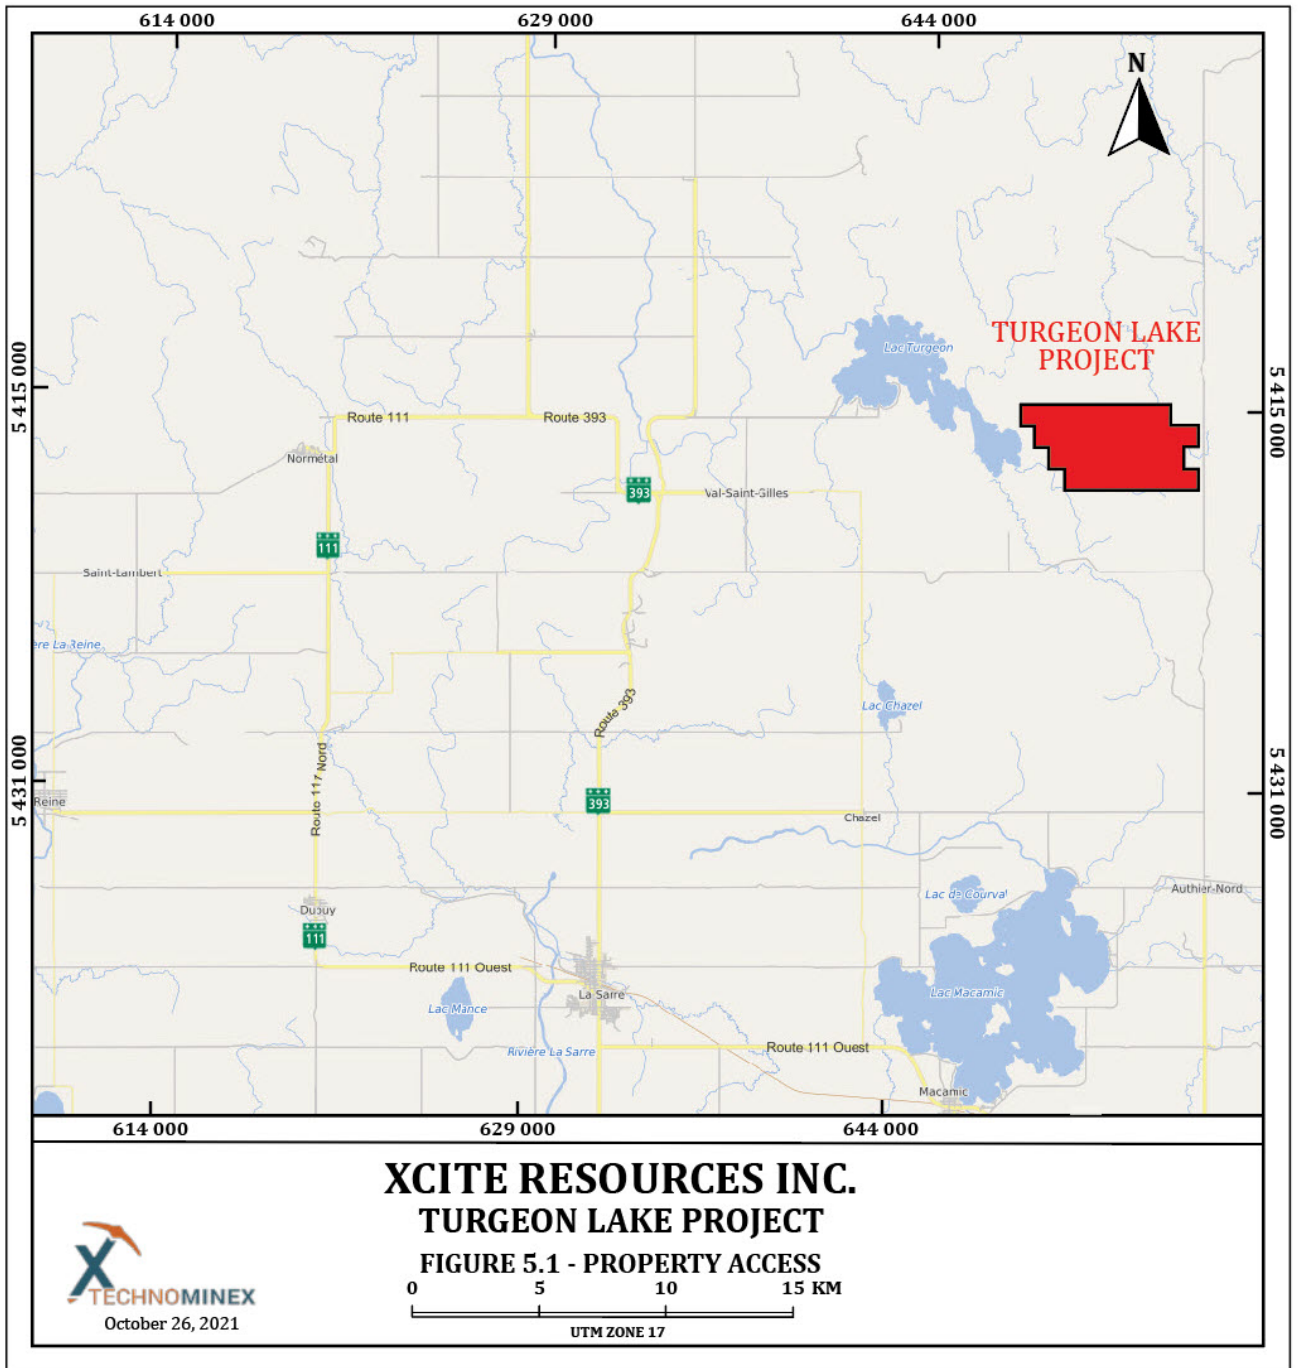 614 000
629 000
644 000
N
TURGEON LAKE
PROJECT
Lac Turgeon
5 415 000
5 415 000
Route 111
Route 393
Normétal
393
Val-Saint-Gilles
111
Saint-Lambert
ère La Reine
Route 393
Lac Chazel
Route 117 Nord
5 431 000
5 431 000
Reine
393
Chazel
Lac de Courval
Authier-Nord
Dupuy
111
Route 111 Ouest
La Sarre
Lac Mance
Lac Macamic
Rivière La Sarre
Route 111 Ouest
Macamic
614 000
629 000
644 000
XCITE RESOURCES INC.
TURGEON LAKE PROJECT
FIGURE 5.1 - PROPERTY ACCESS
0 5 10 15 KM
UTM ZONE 17
X
TECHNOMINEX
October 26, 2021